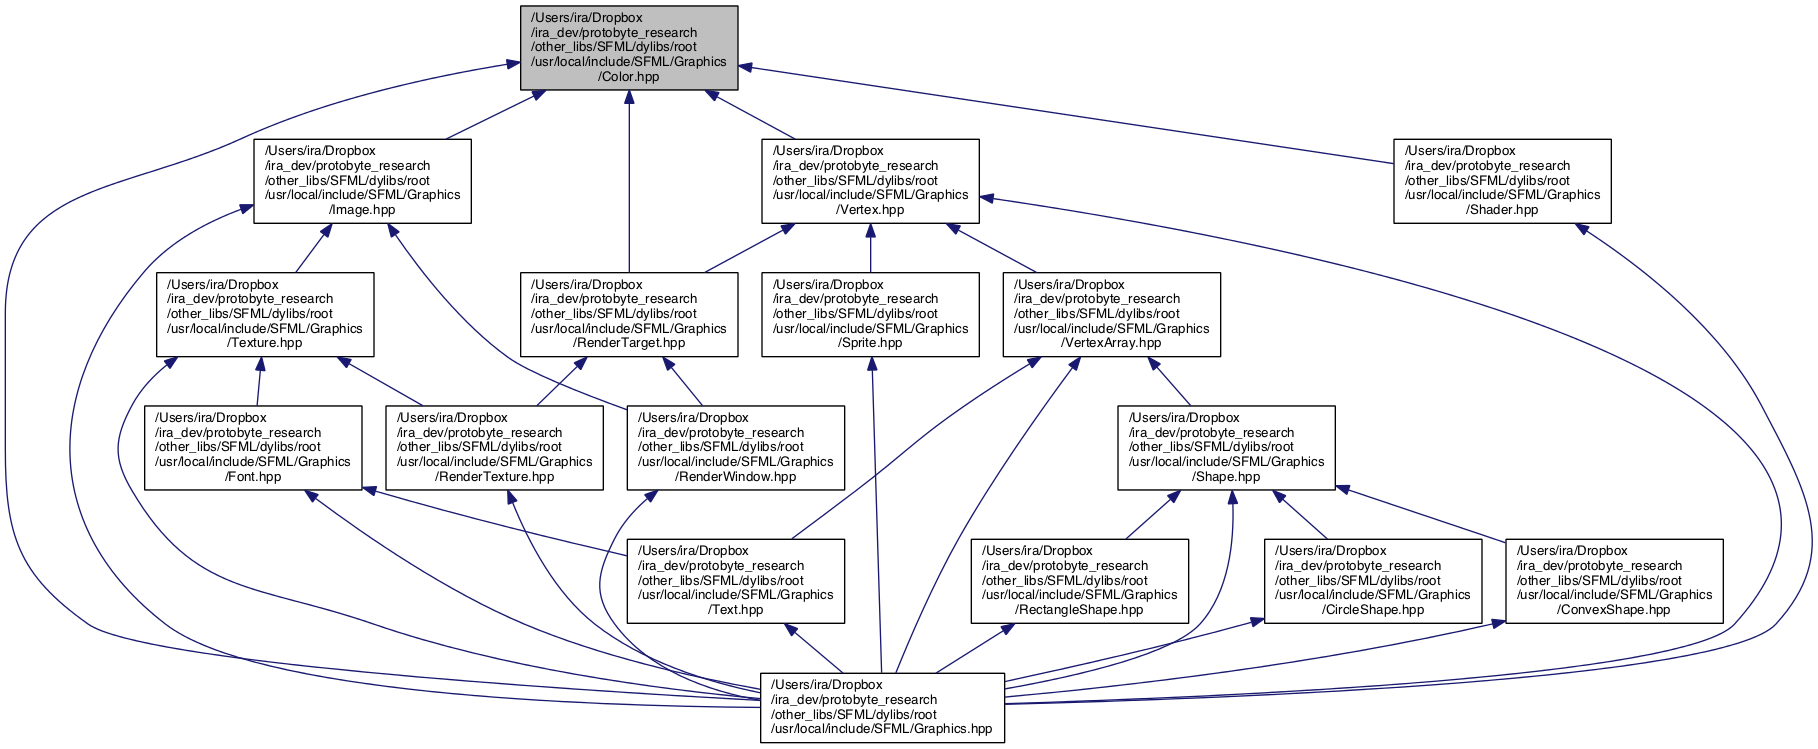 /Users/ira/Dropbox
/ira_dev/protobyte_research
/other_libs/SFML/dylibs/root
/usr/local/include/SFML/Graphics
/Color.hpp
/Users/ira/Dropbox
/ira_dev/protobyte_research
/other_libs/SFML/dylibs/root
/usr/local/include/SFML/Graphics
/Image.hpp
/Users/ira/Dropbox
/ira_dev/protobyte_research
/other_libs/SFML/dylibs/root
/usr/local/include/SFML/Graphics
/Vertex.hpp
/Users/ira/Dropbox
/ira_dev/protobyte_research
/other_libs/SFML/dylibs/root
/usr/local/include/SFML/Graphics
/Shader.hpp
/Users/ira/Dropbox
/ira_dev/protobyte_research
/other_libs/SFML/dylibs/root
/usr/local/include/SFML/Graphics
/Texture.hpp
/Users/ira/Dropbox
/ira_dev/protobyte_research
/other_libs/SFML/dylibs/root
/usr/local/include/SFML/Graphics
/RenderTarget.hpp
/Users/ira/Dropbox
/ira_dev/protobyte_research
/other_libs/SFML/dylibs/root
/usr/local/include/SFML/Graphics
/Sprite.hpp
/Users/ira/Dropbox
/ira_dev/protobyte_research
/other_libs/SFML/dylibs/root
/usr/local/include/SFML/Graphics
/VertexArray.hpp
/Users/ira/Dropbox
/ira_dev/protobyte_research
/other_libs/SFML/dylibs/root
/usr/local/include/SFML/Graphics
/Font.hpp
/Users/ira/Dropbox
/ira_dev/protobyte_research
/other_libs/SFML/dylibs/root
/usr/local/include/SFML/Graphics
/RenderTexture.hpp
/Users/ira/Dropbox
/ira_dev/protobyte_research
/other_libs/SFML/dylibs/root
/usr/local/include/SFML/Graphics
/RenderWindow.hpp
/Users/ira/Dropbox
/ira_dev/protobyte_research
/other_libs/SFML/dylibs/root
/usr/local/include/SFML/Graphics
/Shape.hpp
/Users/ira/Dropbox
/ira_dev/protobyte_research
/other_libs/SFML/dylibs/root
/usr/local/include/SFML/Graphics
/Text.hpp
/Users/ira/Dropbox
/ira_dev/protobyte_research
/other_libs/SFML/dylibs/root
/usr/local/include/SFML/Graphics
/RectangleShape.hpp
/Users/ira/Dropbox
/ira_dev/protobyte_research
/other_libs/SFML/dylibs/root
/usr/local/include/SFML/Graphics
/CircleShape.hpp
/Users/ira/Dropbox
/ira_dev/protobyte_research
/other_libs/SFML/dylibs/root
/usr/local/include/SFML/Graphics
/ConvexShape.hpp
/Users/ira/Dropbox
/ira_dev/protobyte_research
/other_libs/SFML/dylibs/root
/usr/local/include/SFML/Graphics.hpp